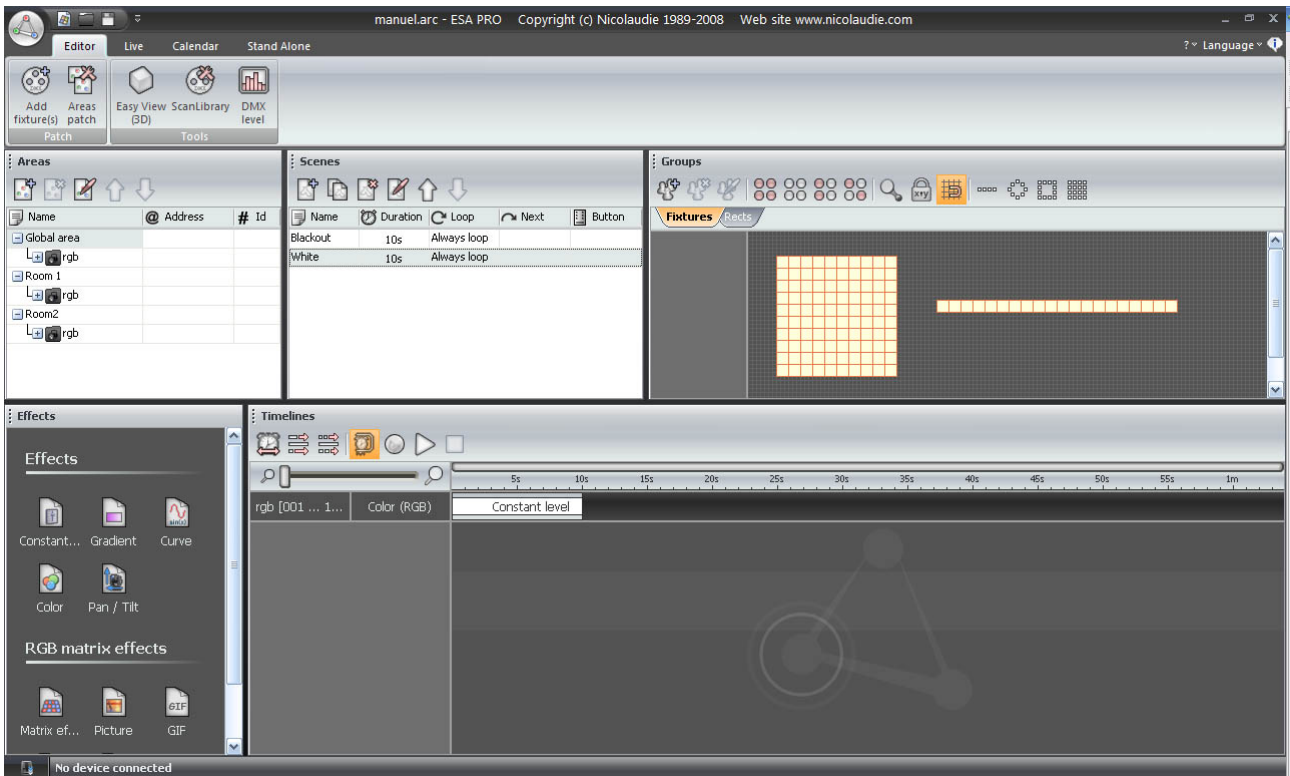 manuel.arc - ESA PRO Copyright (c) Nicolaudie 1989-2008 Web site www.nicolaudie.com
Editor Live Calendar Stand Alone ? Language
Add fixture(s)
Areas patch
Easy View (3D)
ScanLibrary
DMX level
Patch Tools
Areas
Name @ Address # Id
Global area
rgb
Room 1
rgb
Room2
rgb
Scenes
Name Duration Loop Next Button
Blackout 10s Always loop
White 10s Always loop
Groups
x+y
Fixtures Rects
Effects
Effects
Constant... Gradient Curve
Color Pan / Tilt
RGB matrix effects
GIF
Matrix ef... Picture GIF
Timelines
5s 10s 15s 20s 25s 30s 35s 40s 45s 50s 55s 1m
rgb [001 ... 1... Color (RGB) Constant level
No device connected